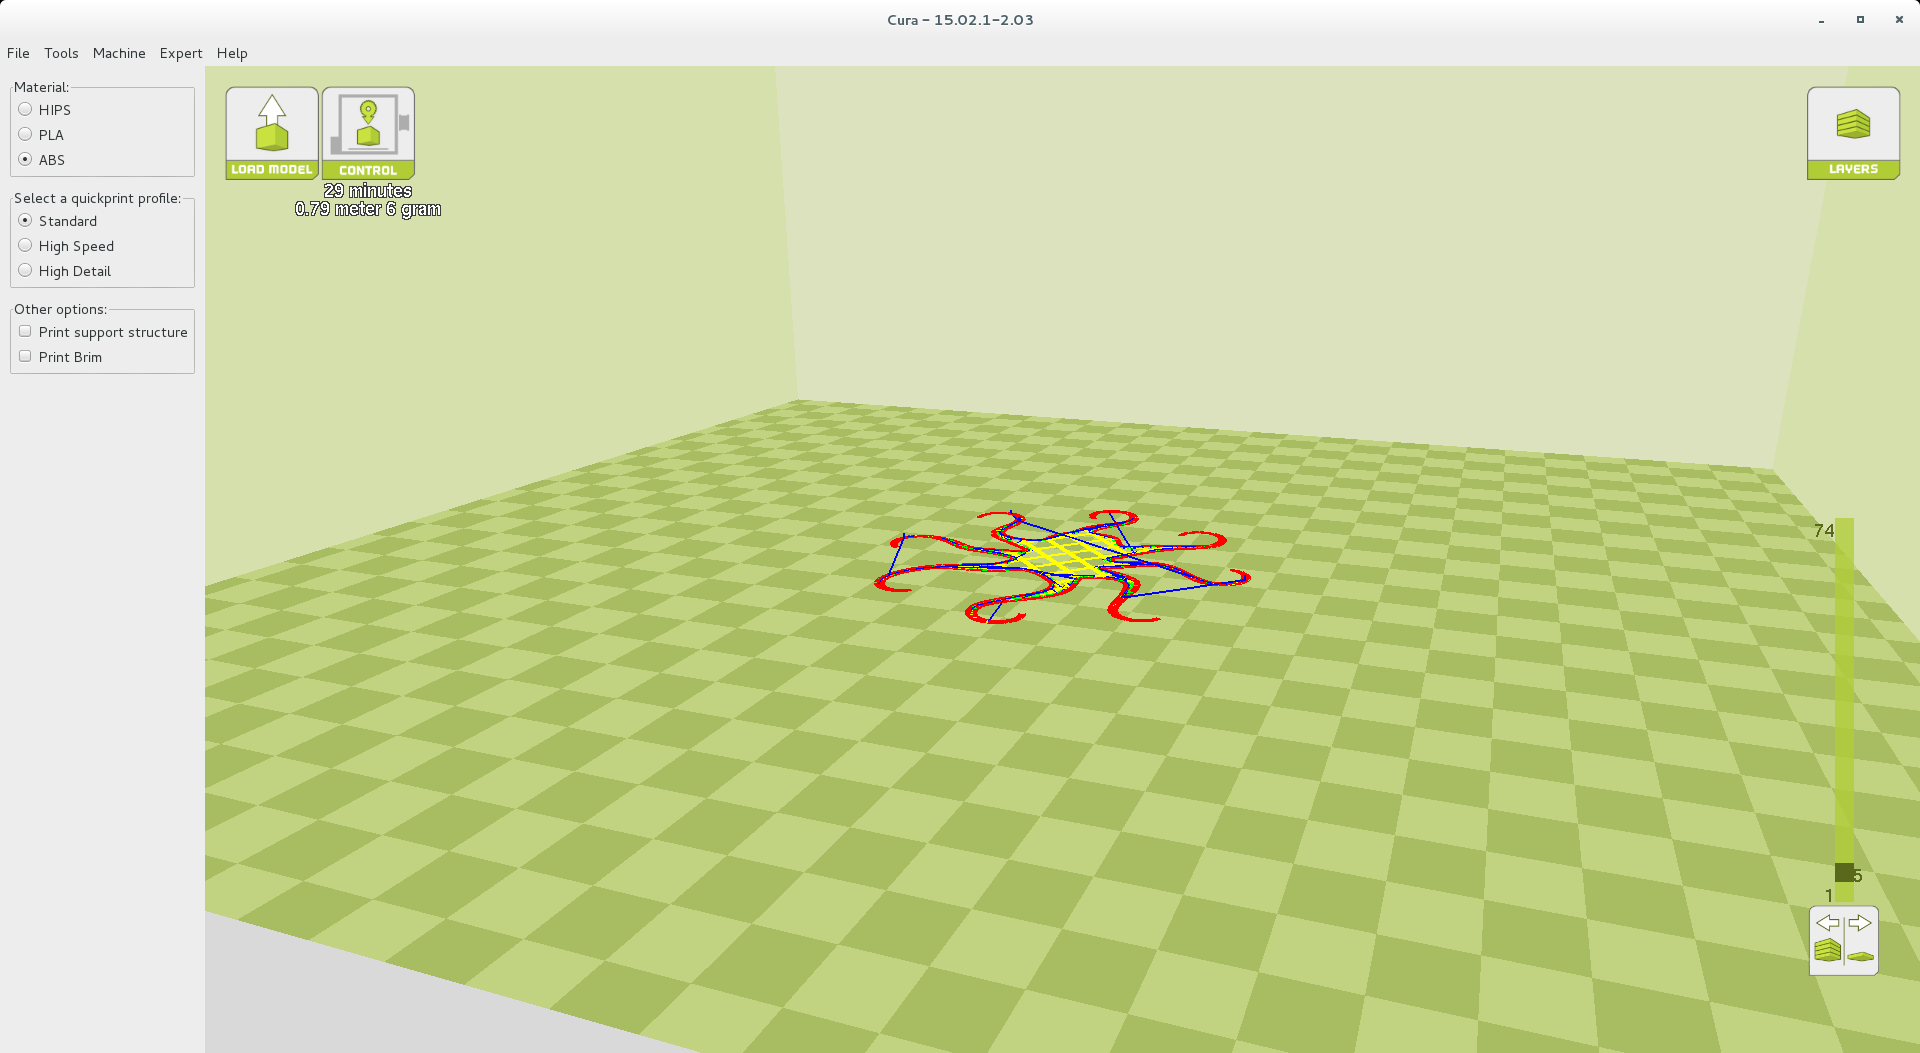 Cura - 15.02.1-2.03
File Tools Machine Expert Help
Material:
HIPS
PLA
ABS
Select a quickprint profile:
Standard
High Speed
High Detail
Other options:
Print support structure
Print Brim
LOAD MODEL
CONTROL
29 minutes
0.79 meter 6 gram
LAYERS
74
5
1